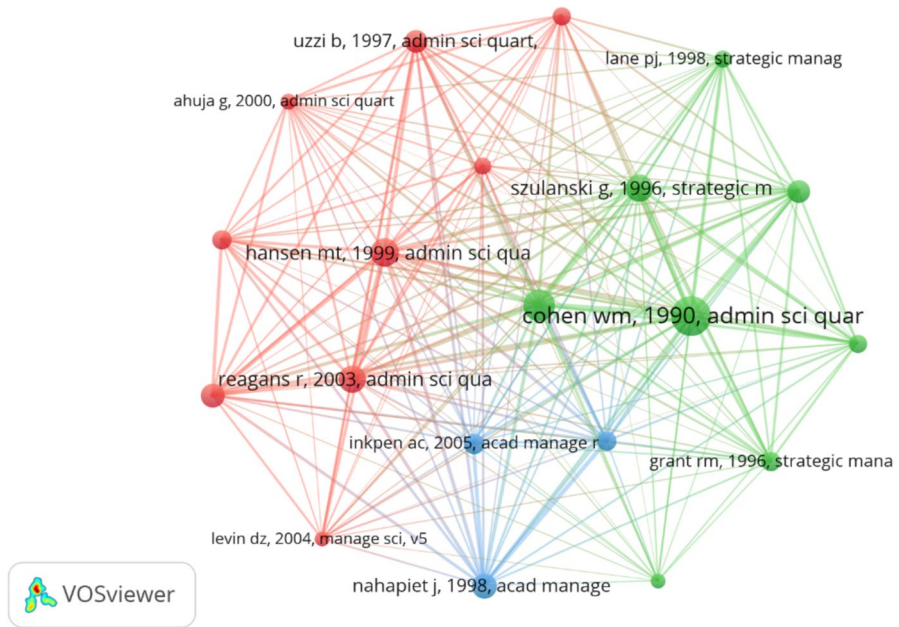 uzzi b, 1997, admin sci quart,
lane pj, 1998, strategic manag
ahuja g, 2000, admin sci quart
szulanski g, 1996, strategic m
hansen mt, 1999, admin sci qua
cohen wm, 1990, admin sci quar
reagans r, 2003, admin sci qua
inkpen ac, 2005, acad manage r
grant rm, 1996, strategic mana
levin dz, 2004, manage sci, v5
nahapiet j, 1998, acad manage
VOSviewer